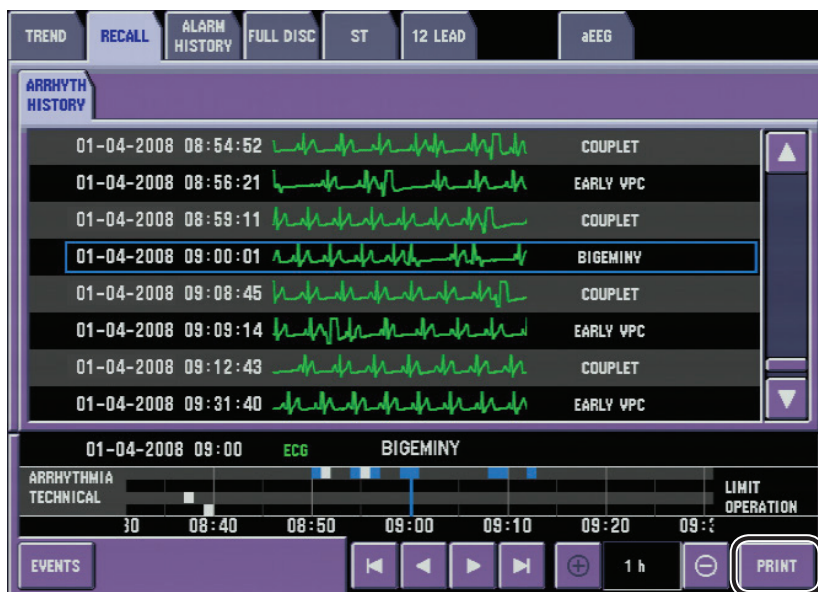 TREND RECALL ALARM HISTORY FULL DISC ST 12 LEAD aEEG
ARRHYTH HISTORY
01-04-2008 08:54:52 COUPLET
01-04-2008 08:56:21 EARLY VPC
01-04-2008 08:59:11 COUPLET
01-04-2008 09:00:01 BIGEMINY
01-04-2008 09:08:45 COUPLET
01-04-2008 09:09:14 EARLY VPC
01-04-2008 09:12:43 COUPLET
01-04-2008 09:31:40 EARLY VPC
01-04-2008 09:00 ECG BIGEMINY
ARRHYTHMIA
TECHNICAL LIMIT
OPERATION
30 08:40 08:50 09:00 09:10 09:20 09:
EVENTS 1 h PRINT